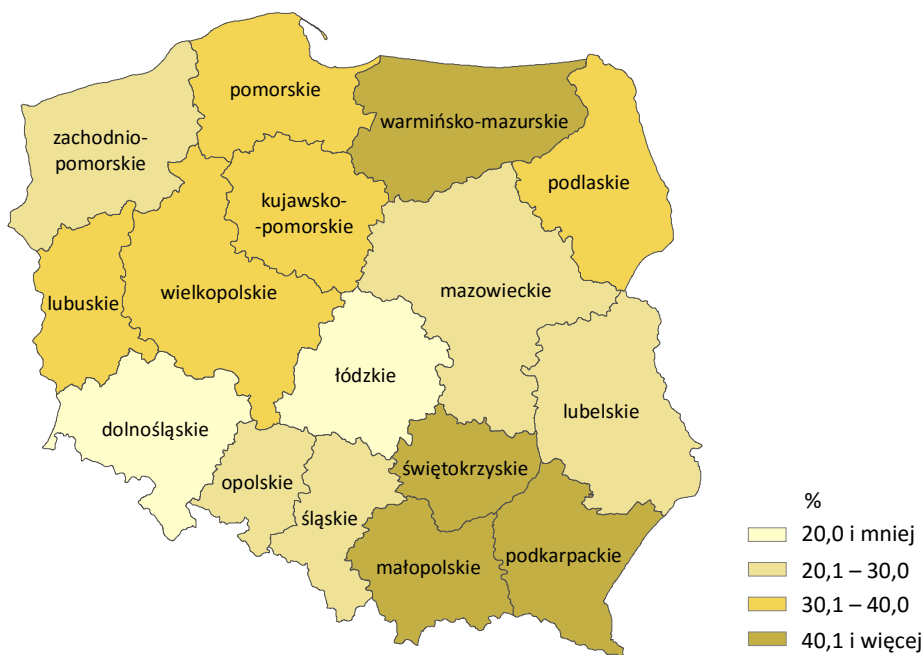 pomorskie
warmińsko-mazurskie
zachodnio-
pomorskie
podlaskie
kujawsko-
-pomorskie
mazowieckie
wielkopolskie
lubuskie
łódzkie
lubelskie
dolnośląskie
świętokrzyskie
opolskie
śląskie
podkarpackie
małopolskie
%
20,0 i mniej
20,1 – 30,0
30,1 – 40,0
40,1 i więcej